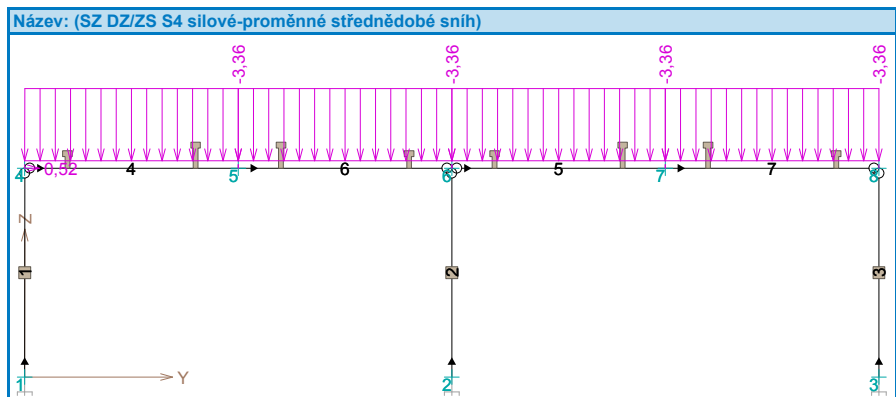 Název: (SZ DZ/ZS S4 silové-proměnné střednědobé sníh)
-3,36 -3,36 -3,36 -3,36
4 0,52 4 5 6 6 5 7 7 8
Z
1 2 3
Y
1 2 3